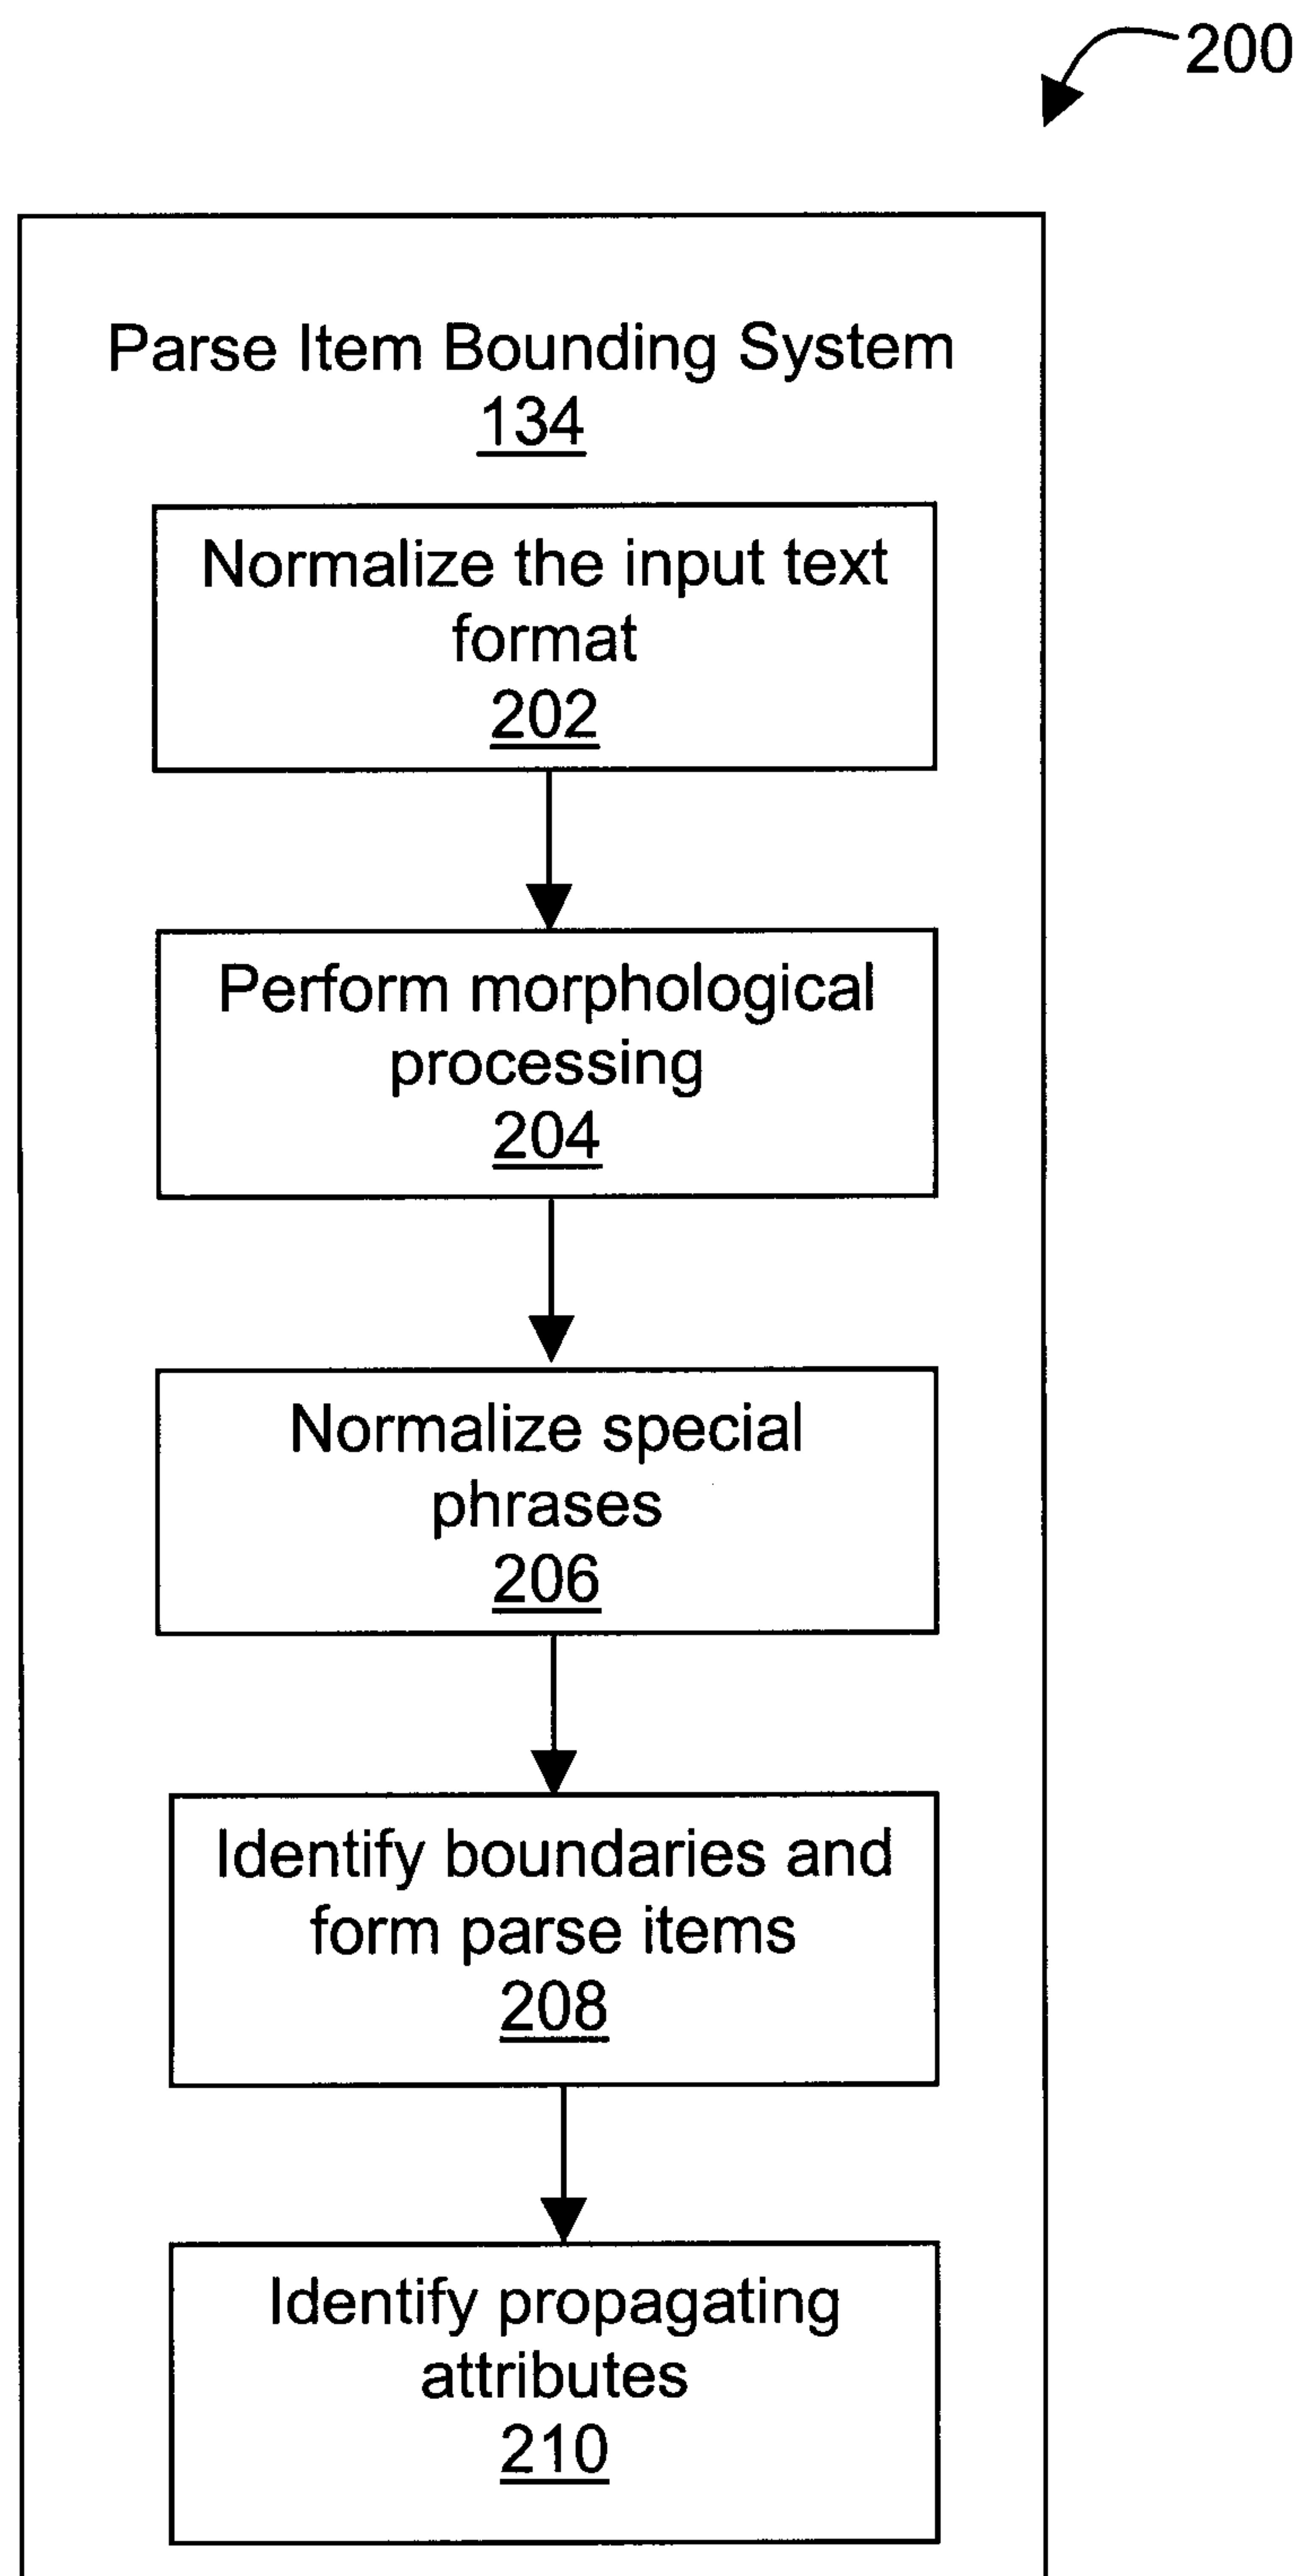 200
Parse Item Bounding System
134
Normalize the input text
format
202
Perform morphological
processing
204
Normalize special
phrases
206
Identify boundaries and
form parse items
208
Identify propagating
attributes
210